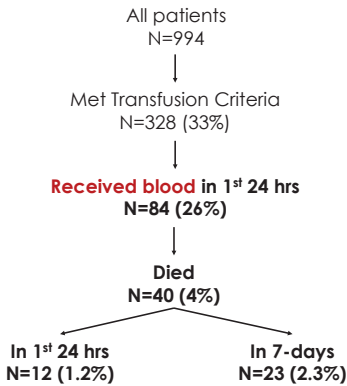 All patients
N=994
Met Transfusion Criteria
N=328 (33%)
Received blood in 1st 24 hrs
N=84 (26%)
Died
N=40 (4%)
In 1st 24 hrs
N=12 (1.2%)
In 7-days
N=23 (2.3%)